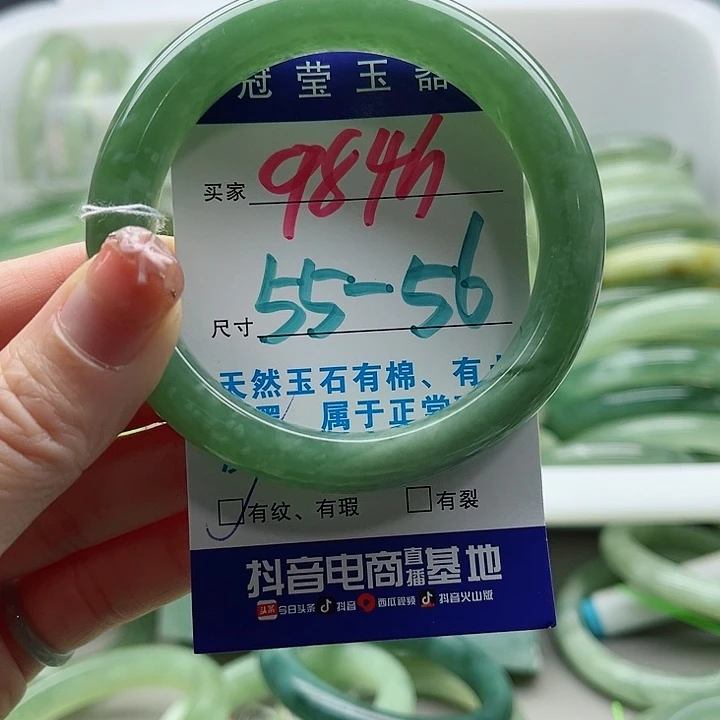 冠莹玉器
买家 984h
尺寸 55-56
天然玉石有棉、有
属于正常
有纹、有瑕 有裂
抖音电商直播基地
头条 今日头条 抖音 西瓜视频 抖音火山版